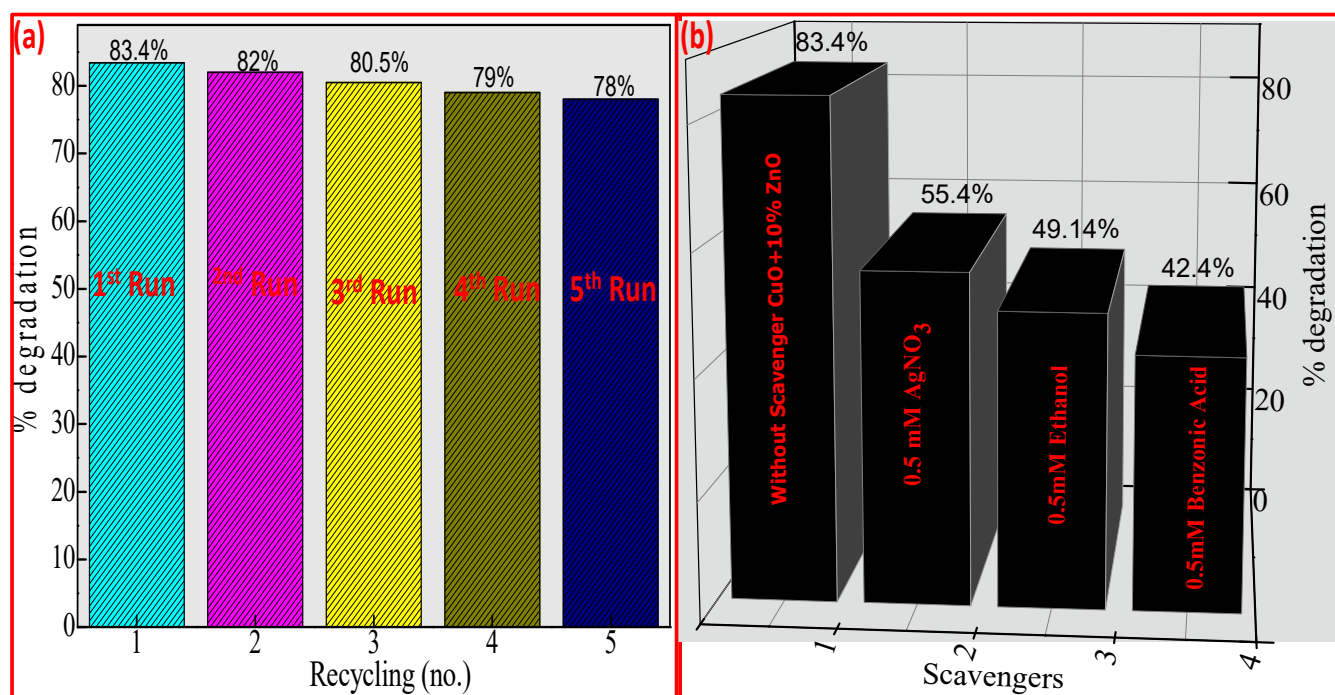 (a)
83.4%
82%
80.5%
79%
78%
80
70
60
50
40
30
20
10
0
% degradation
1st Run
2nd Run
3rd Run
4th Run
5th Run
1
2
3
4
5
Recycling (no.)
(b)
83.4%
55.4%
49.14%
42.4%
Without Scavenger CuO+10% ZnO
0.5 mM AgNO3
0.5mM Ethanol
0.5mM Benzonic Acid
80
60
40
20
0
% degradation
1
2
3
4
Scavengers